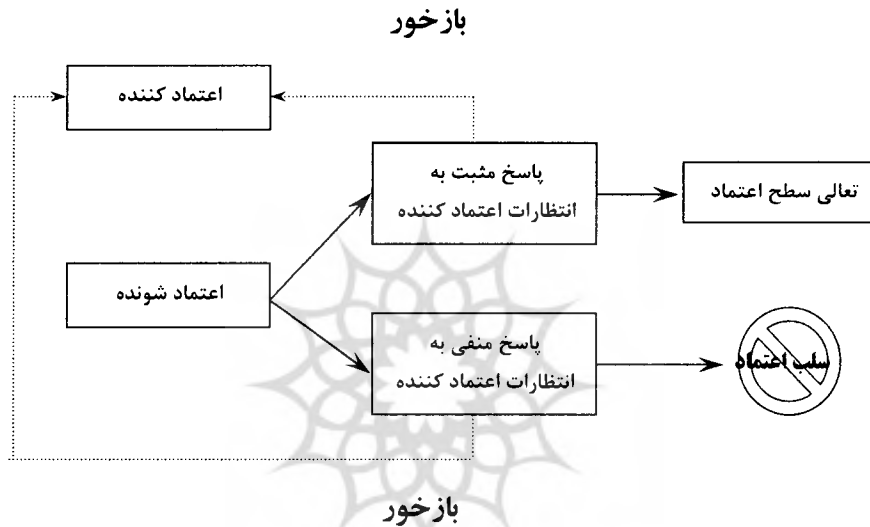 بازخور
اعتماد کننده
پاسخ مثبت به
انتظارات اعتماد کننده
تعالی سطح اعتماد
اعتماد شونده
پاسخ منفی به
انتظارات اعتماد کننده
سلب اعتماد
بازخور